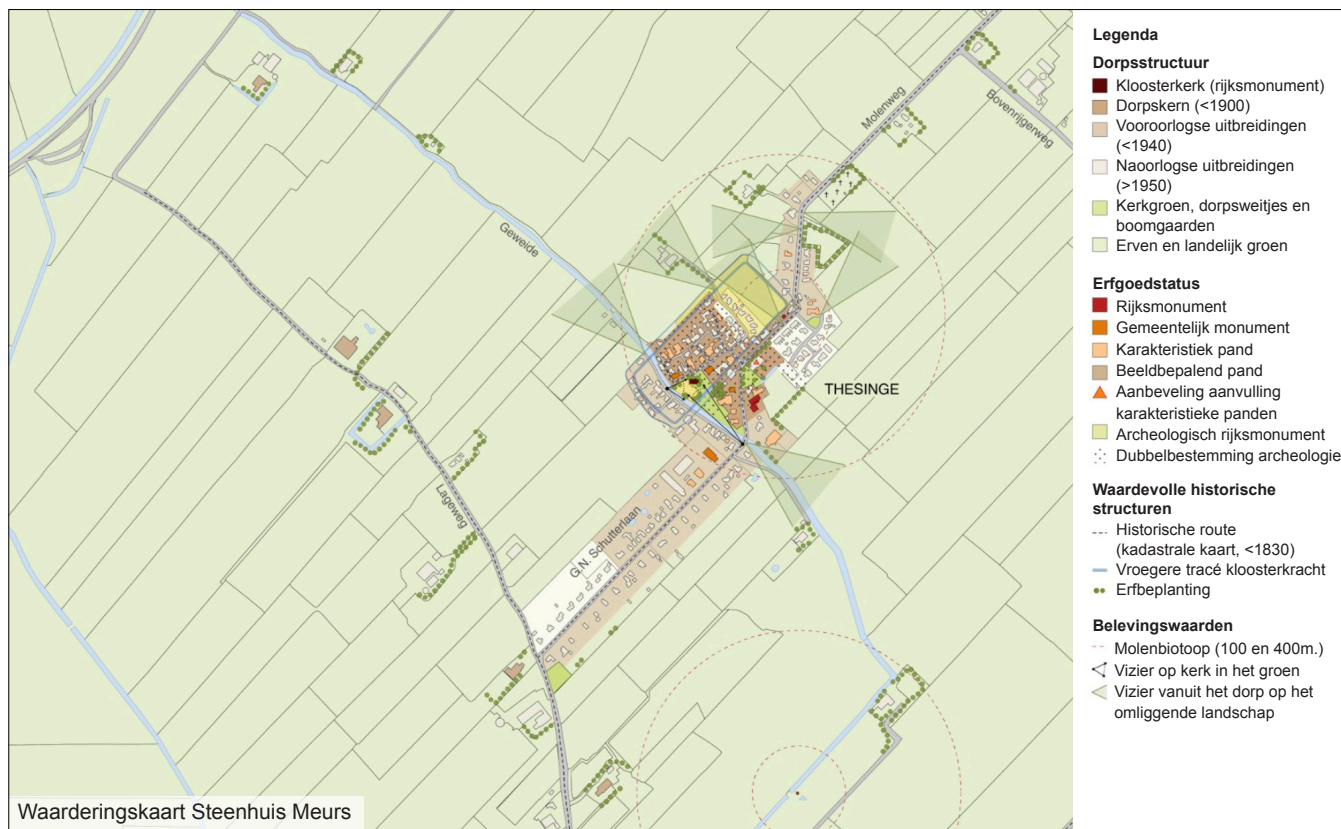 Molenweg
Bovenrijgerweg
Geweide
THESINGE
Lageweg
G.N. Schutterlaan
Waarderingskaart Steenhuis Meurs
Legenda
Dorpsstructuur
Kloosterkerk (rijksmonument)
Dorpskern (<1900)
Vooroorlogse uitbreidingen
(<1940)
Naoorlogse uitbreidingen
(>1950)
Kerkgroen, dorpsweitjes en
boomgaarden
Erven en landelijk groen
Erfgoedstatus
Rijksmonument
Gemeentelijk monument
Karakteristiek pand
Beeldbepalend pand
Aanbeveling aanvulling
karakteristieke panden
Archeologisch rijksmonument
Dubbelbestemming archeologie
Waardevolle historische
structuren
Historische route
(kadastrale kaart, <1830)
Vroegere tracé kloosterkracht
Erfbeplanting
Belevingswaarden
Molenbiotoop (100 en 400m.)
Vizier op kerk in het groen
Vizier vanuit het dorp op het
omliggende landschap